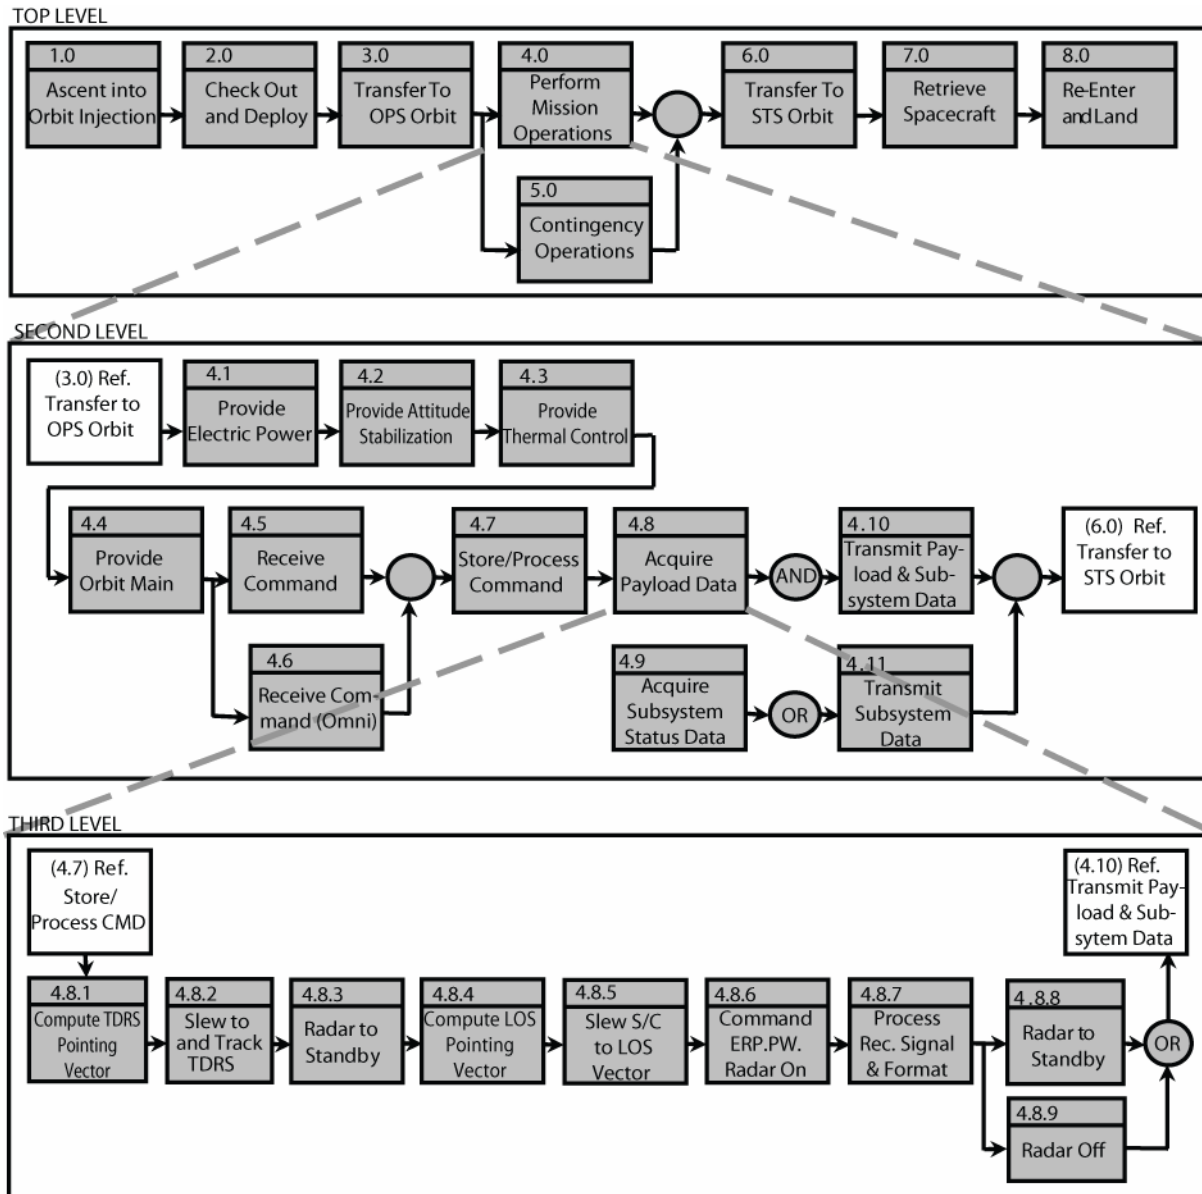 TOP LEVEL
1.0
Ascent into
Orbit Injection
2.0
Check Out
and Deploy
3.0
Transfer To
OPS Orbit
4.0
Perform
Mission
Operations
6.0
Transfer To
STS Orbit
7.0
Retrieve
Spacecraft
8.0
Re-Enter
and Land
5.0
Contingency
Operations
SECOND LEVEL
(3.0) Ref.
Transfer to
OPS Orbit
4.1
Provide
Electric Power
4.2
Provide Attitude
Stabilization
4.3
Provide
Thermal Control
4.4
Provide
Orbit Main
4.5
Receive
Command
4.7
Store/Process
Command
4.8
Acquire
Payload Data
AND
4.10
Transmit Pay-
load & Sub-
system Data
(6.0) Ref.
Transfer to
STS Orbit
4.6
Receive Com-
mand (Omni)
4.9
Acquire
Subsystem
Status Data
OR
4.11
Transmit
Subsystem
Data
THIRD LEVEL
(4.7) Ref.
Store/
Process CMD
(4.10) Ref.
Transmit Pay-
load & Sub-
sytem Data
4.8.1
Compute TDRS
Pointing
Vector
4.8.2
Slew to
and Track
TDRS
4.8.3
Radar to
Standby
4.8.4
Compute LOS
Pointing
Vector
4.8.5
Slew S/C
to LOS
Vector
4.8.6
Command
ERP.PW.
Radar On
4.8.7
Process
Rec. Signal
& Format
4.8.8
Radar to
Standby
OR
4.8.9
Radar Off